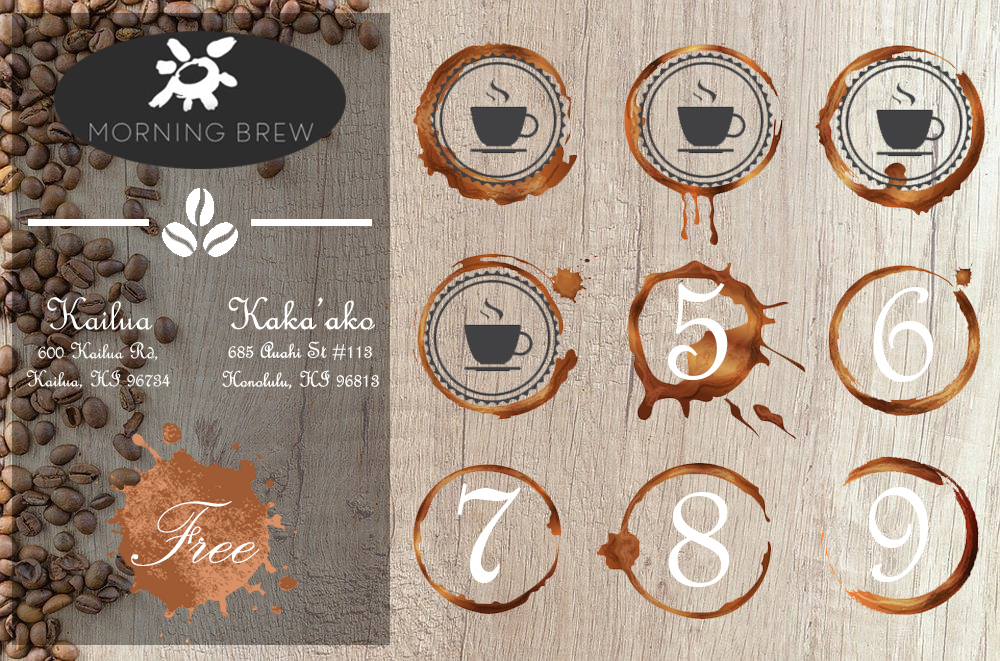 MORNING BREW
Kailua
600 Kailua Rd,
Kailua, HI 96734
Kaka'ako
685 Auahi St #113
Honolulu, HI 96813
Free
5
6
7
8
9